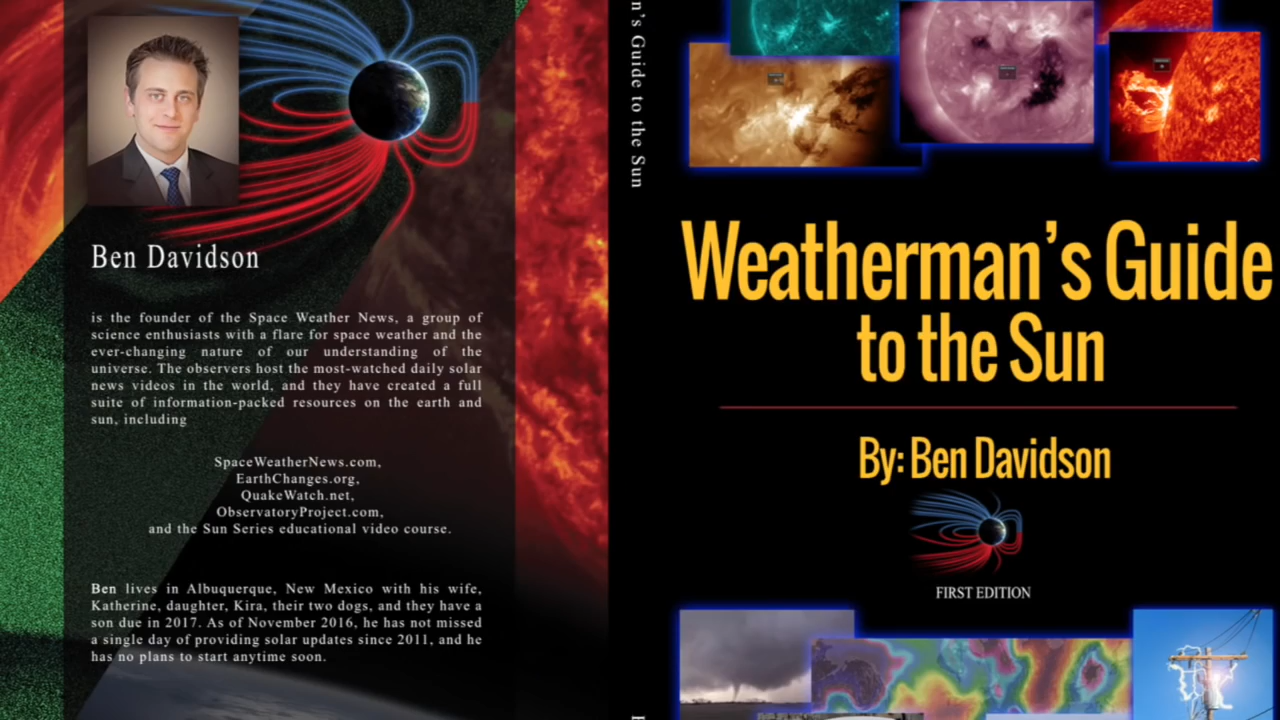 Ben Davidson
is the founder of the Space Weather News, a group of
science enthusiasts with a flare for space weather and the
ever-changing nature of our understanding of the
universe. The observers host the most-watched daily solar
news videos in the world, and they have created a full
suite of information-packed resources on the earth and
sun, including
SpaceWeatherNews.com,
EarthChanges.org,
QuakeWatch.net,
ObservatoryProject.com,
and the Sun Series educational video course.
Ben lives in Albuquerque, New Mexico with his wife,
Katherine, daughter, Kira, their two dogs, and they have a
son due in 2017. As of November 2016, he has not missed
a single day of providing solar updates since 2011, and he
has no plans to start anytime soon.
n's Guide to the Sun
Weatherman's Guide
to the Sun
By: Ben Davidson
FIRST EDITION